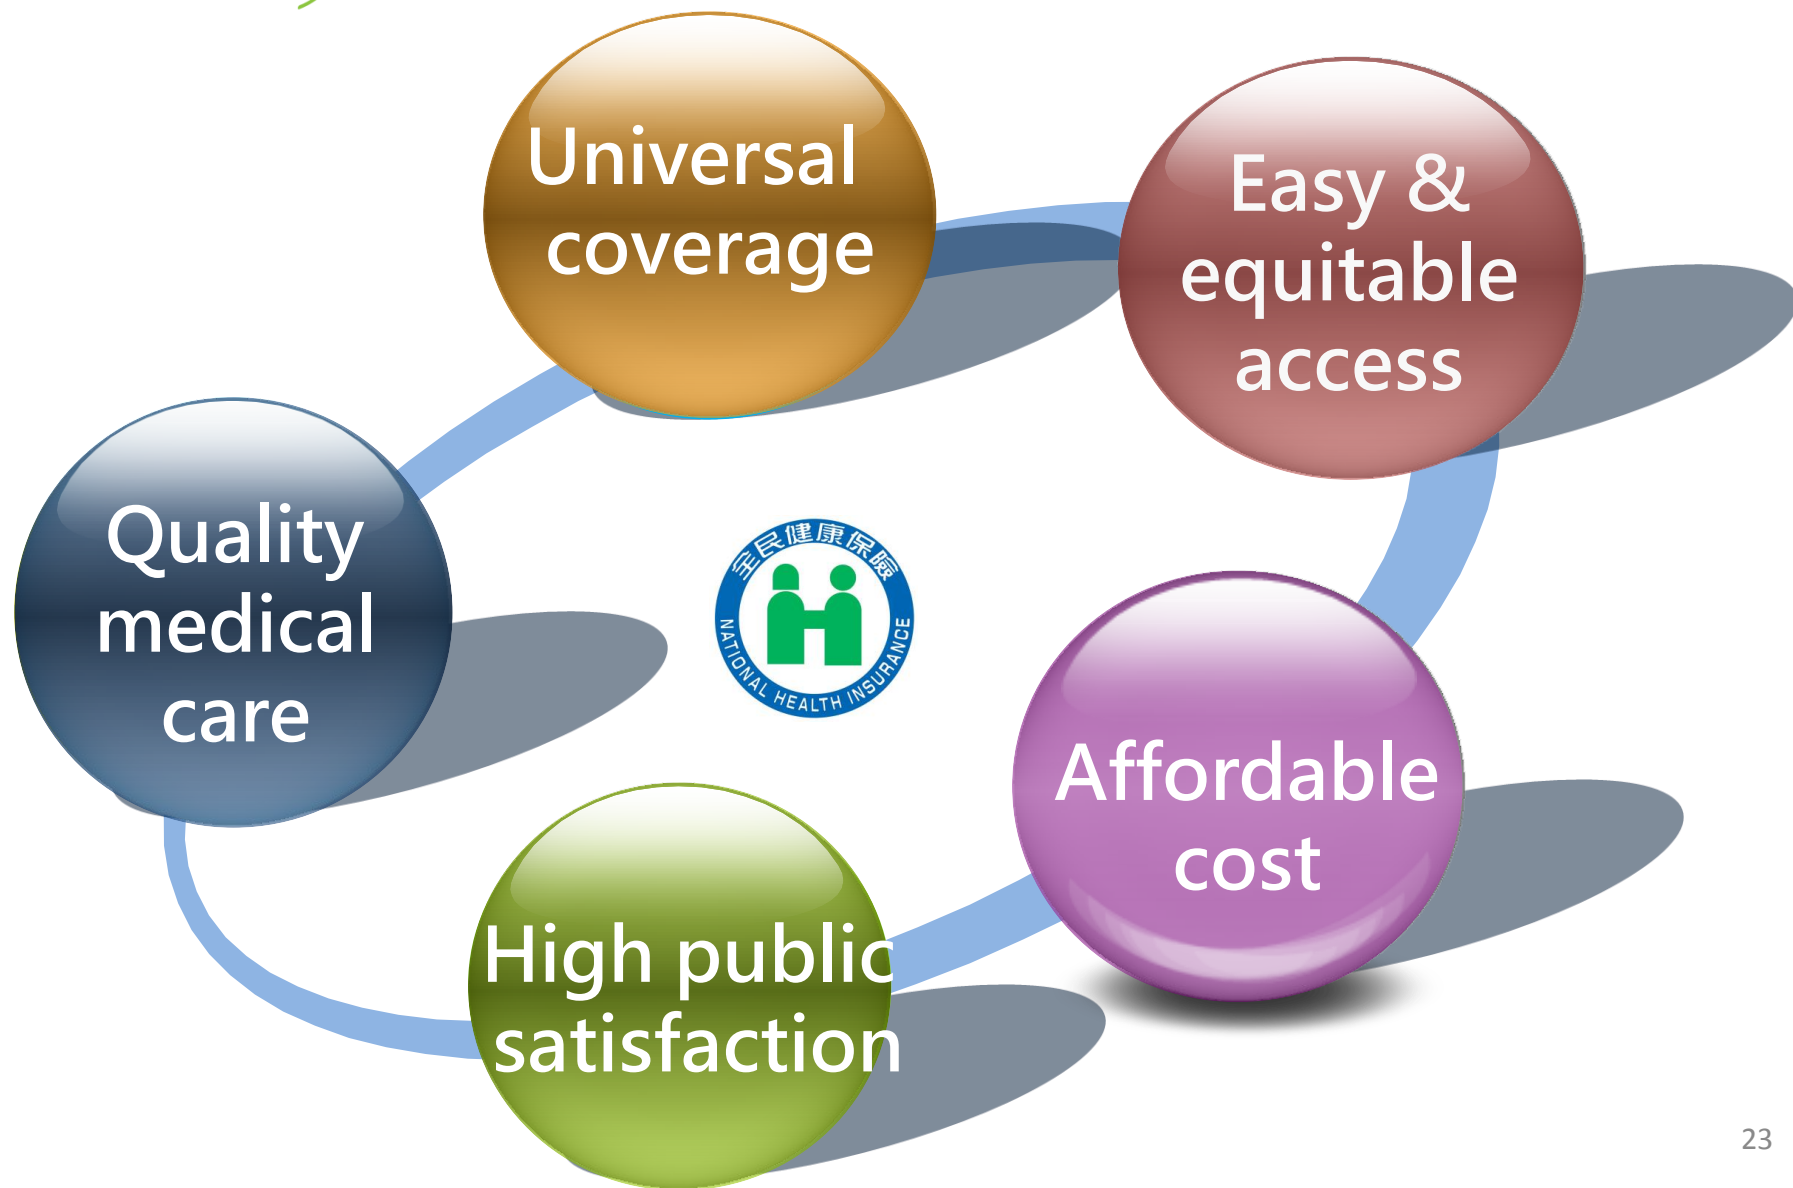 Universal
coverage
Easy &
equitable
access
Quality
medical
care
全民健康保險
NATIONAL HEALTH INSURANCE
Affordable
cost
High public
satisfaction
23